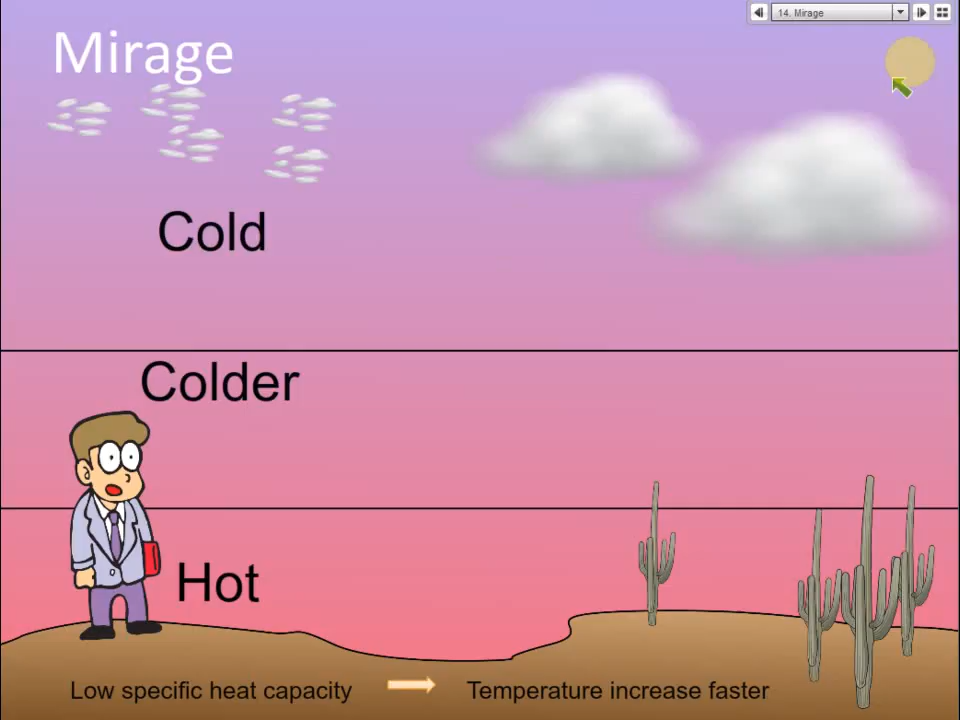 14. Mirage
Mirage
Cold
Colder
Hot
Low specific heat capacity
Temperature increase faster